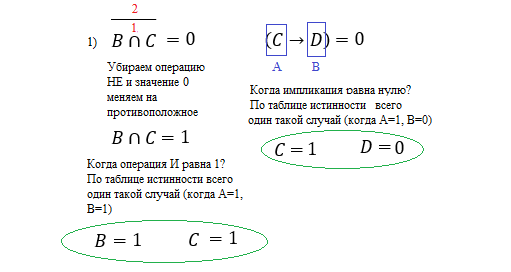 2
1
1) B ∩ C = 0
Убираем операцию
НЕ и значение 0
меняем на
противоположное
B ∩ C = 1
Когда операция И равна 1?
По таблице истинности всего
один такой случай (когда А=1,
В=1)
B = 1 C = 1
(C → D) = 0
A B
Когда импликация равна нулю?
По таблице истинности всего
один такой случай (когда А=1, В=0)
C = 1 D = 0